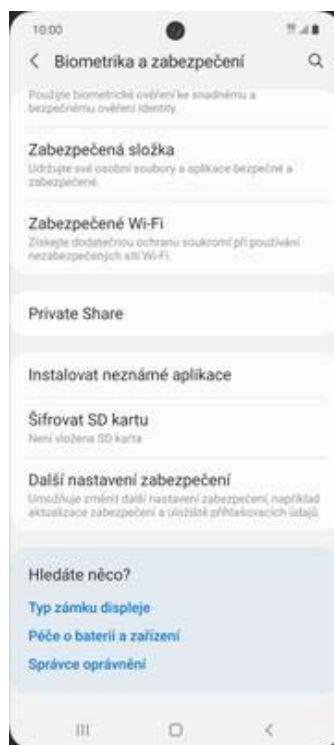 10:00
Biometrika a zabezpečení
Použijte biometrické ověření ke snadnému a
bezpečnému ověření identity.
Zabezpečená složka
Udržujte své osobní soubory a aplikace bezpečné a
zabezpečené.
Zabezpečené Wi-Fi
Získejte dodatečnou ochranu soukromí při používání
nezabezpečených sítí Wi-Fi.
Private Share
Instalovat neznámé aplikace
Šifrovat SD kartu
Není vložena SD karta
Další nastavení zabezpečení
Umožňuje změnit další nastavení zabezpečení, například
aktualizace zabezpečení a úložiště přihlašovacích údajů.
Hledáte něco?
Typ zámku displeje
Péče o baterii a zařízení
Správce oprávnění